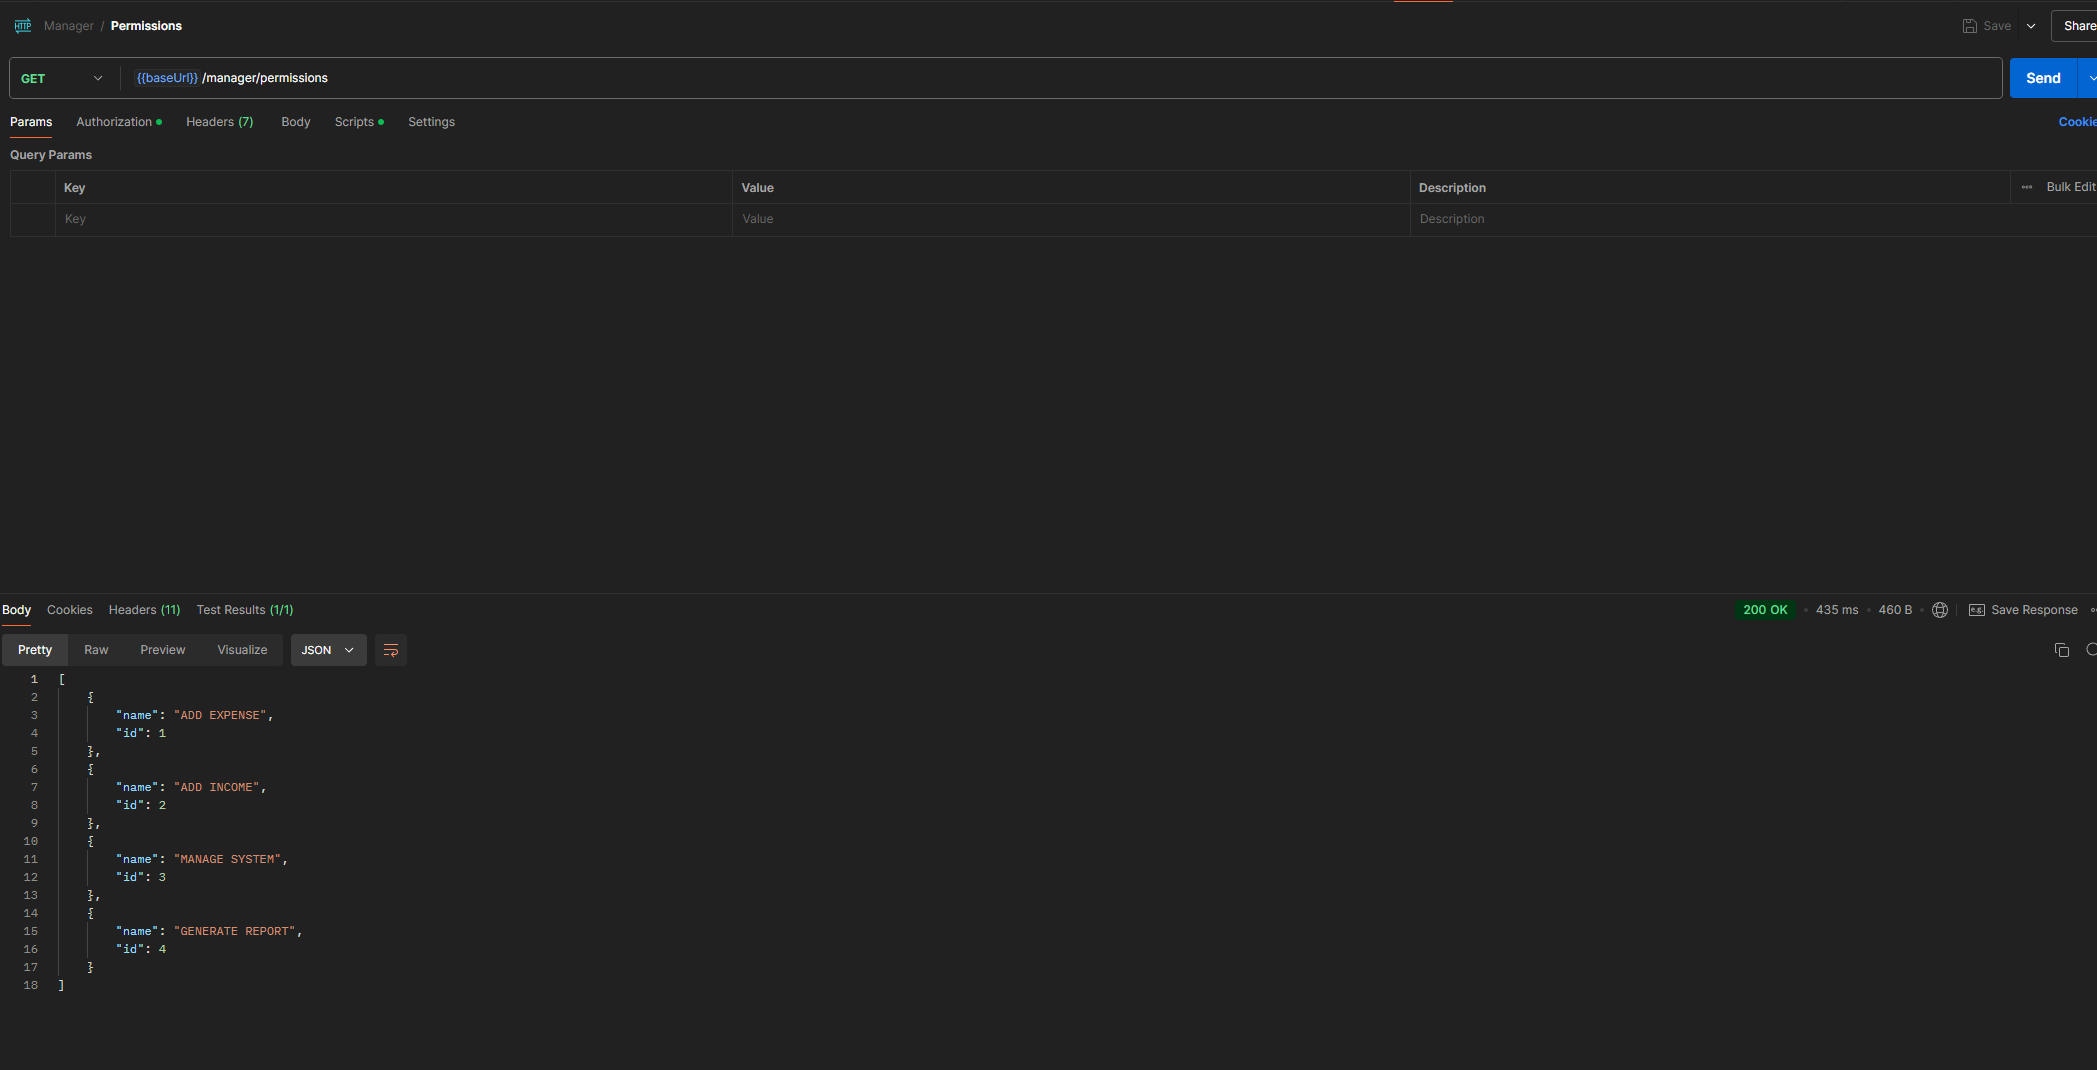 HTTP Manager / Permissions Save Share
GET {{baseUrl}} /manager/permissions Send
Params Authorization Headers (7) Body Scripts Settings Cookie
Query Params
Key Value Description Bulk Edit
Key Value Description
Body Cookies Headers (11) Test Results (1/1) 200 OK 435 ms 460 B e.g. Save Response
Pretty Raw Preview Visualize JSON
1 [
2 {
3 "name": "ADD EXPENSE",
4 "id": 1
5 },
6 {
7 "name": "ADD INCOME",
8 "id": 2
9 },
10 {
11 "name": "MANAGE SYSTEM",
12 "id": 3
13 },
14 {
15 "name": "GENERATE REPORT",
16 "id": 4
17 }
18 ]